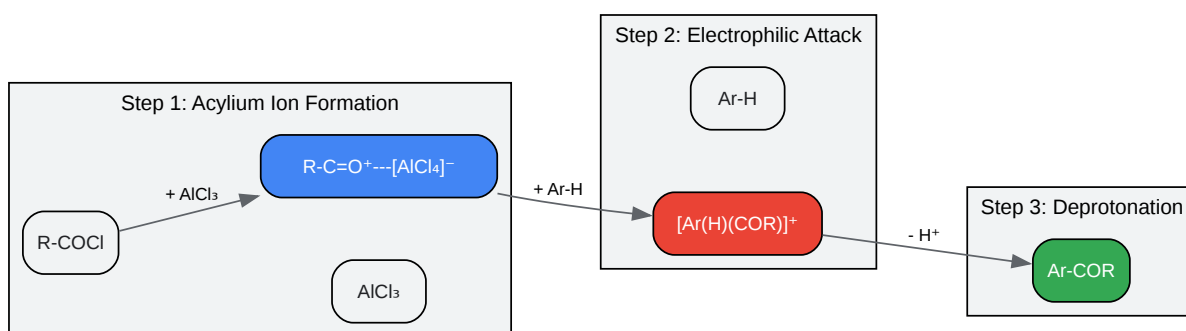 Step 1: Acylium Ion Formation
R-COCl
+ AlCl₃
R-C=O⁺---[AlCl₄]⁻
AlCl₃
+ Ar-H
Step 2: Electrophilic Attack
Ar-H
[Ar(H)(COR)]⁺
- H⁺
Step 3: Deprotonation
Ar-COR